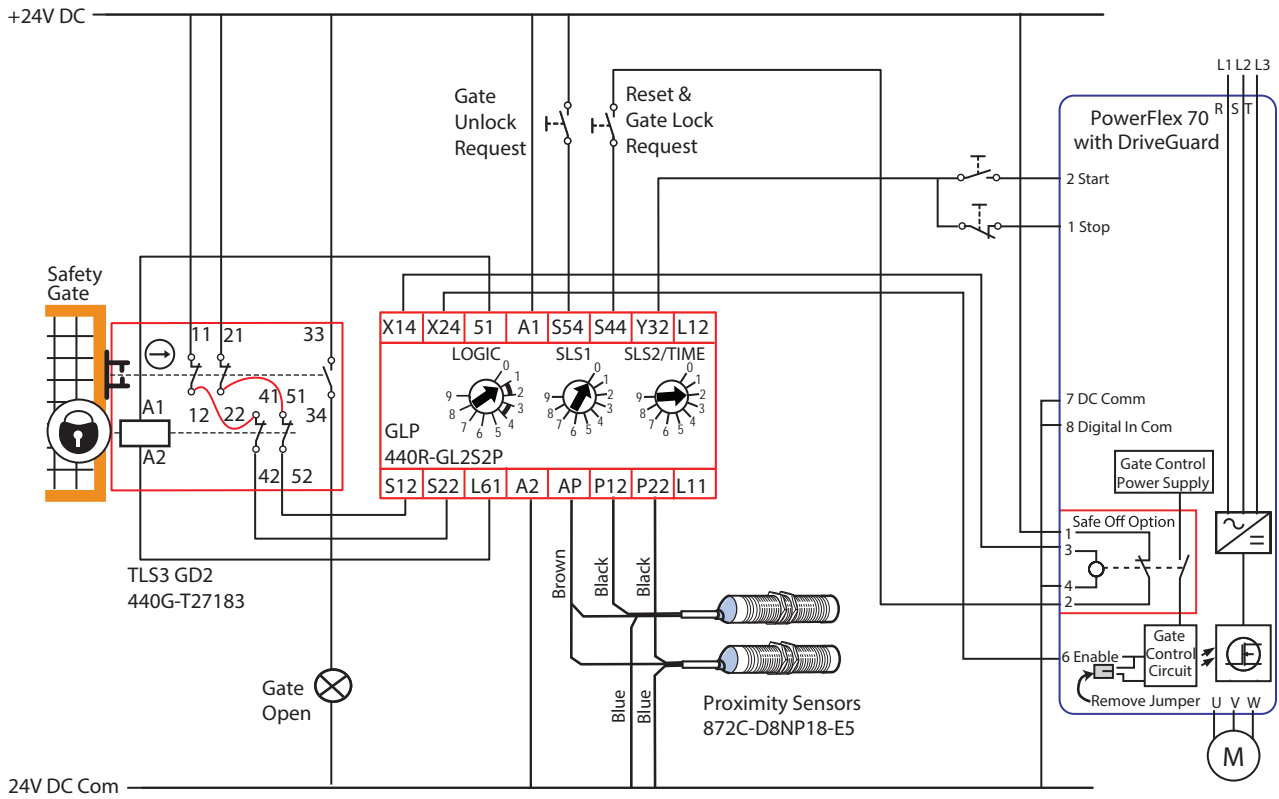 +24V DC
L1 L2 L3
R S T
PowerFlex 70
with DriveGuard
Gate
Unlock
Request
Reset &
Gate Lock
Request
2 Start
1 Stop
Safety
Gate
11 21 33
X14 X24 51 A1 S54 S44 Y32 L12
LOGIC SLS1 SLS2/TIME
0 1 2 3 4 5 6 7 8 9
0 1 2 3 4 5 6 7 8 9
0 1 2 3 4 5 6 7 8 9
41 51
A1 12 22 34
A2
42 52
GLP
440R-GL2S2P
S12 S22 L61 A2 AP P12 P22 L11
7 DC Comm
8 Digital In Com
Gate Control
Power Supply
Safe Off Option
1
3
4
2
TLS3 GD2
440G-T27183
Brown
Black
Black
Blue
Blue
Gate
Open
Proximity Sensors
872C-D8NP18-E5
6 Enable
Gate
Control
Circuit
Remove Jumper
U V W
M
24V DC Com